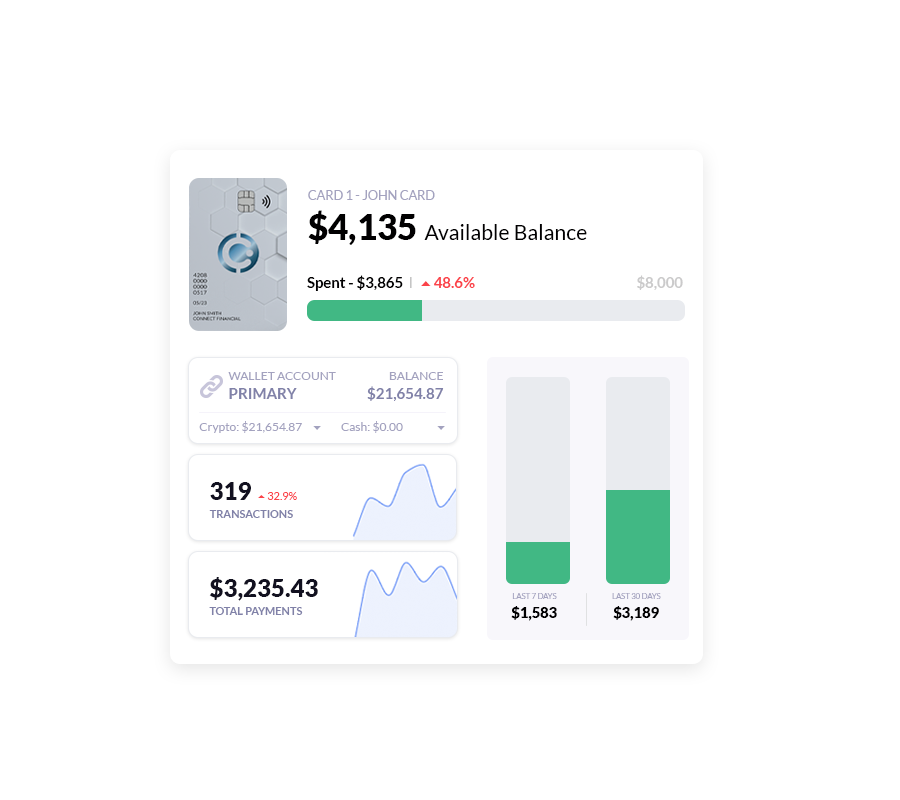 CARD 1 - JOHN CARD
$4,135 Available Balance
Spent - $3,865 | 48.6%
$8,000
4208
0000
0000
0517
05/23
JOHN SMITH
CONNECT FINANCIAL
WALLET ACCOUNT
PRIMARY
BALANCE
$21,654.87
Crypto: $21,654.87
Cash: $0.00
319 32.9%
TRANSACTIONS
$3,235.43
TOTAL PAYMENTS
LAST 7 DAYS
$1,583
LAST 30 DAYS
$3,189